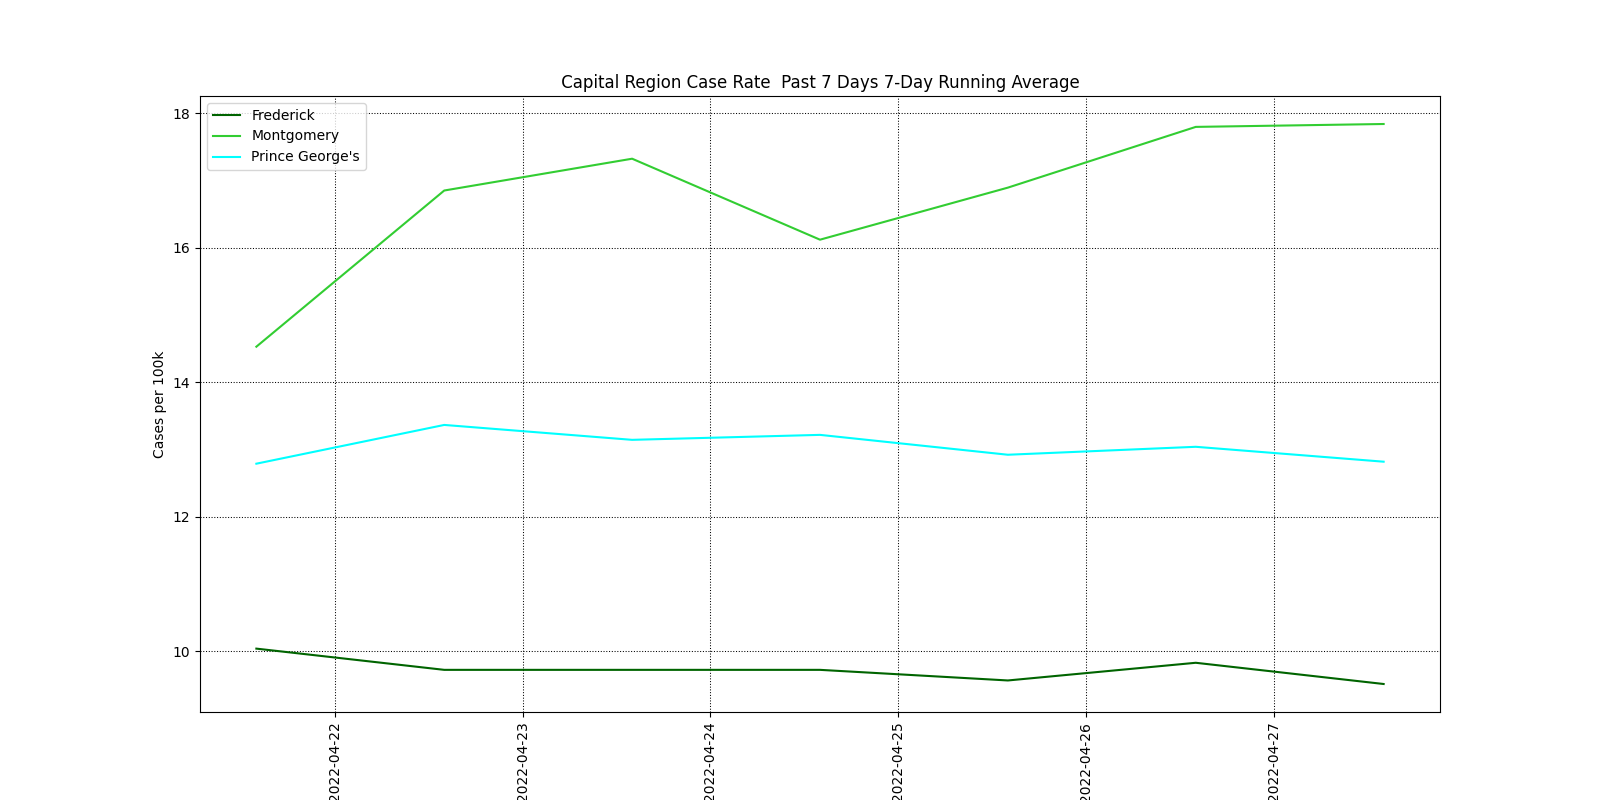 Capital Region Case Rate  Past 7 Days 7-Day Running Average
Frederick
Montgomery
Prince George's
Cases per 100k
18
16
14
12
10
2022-04-22
2022-04-23
2022-04-24
2022-04-25
2022-04-26
2022-04-27